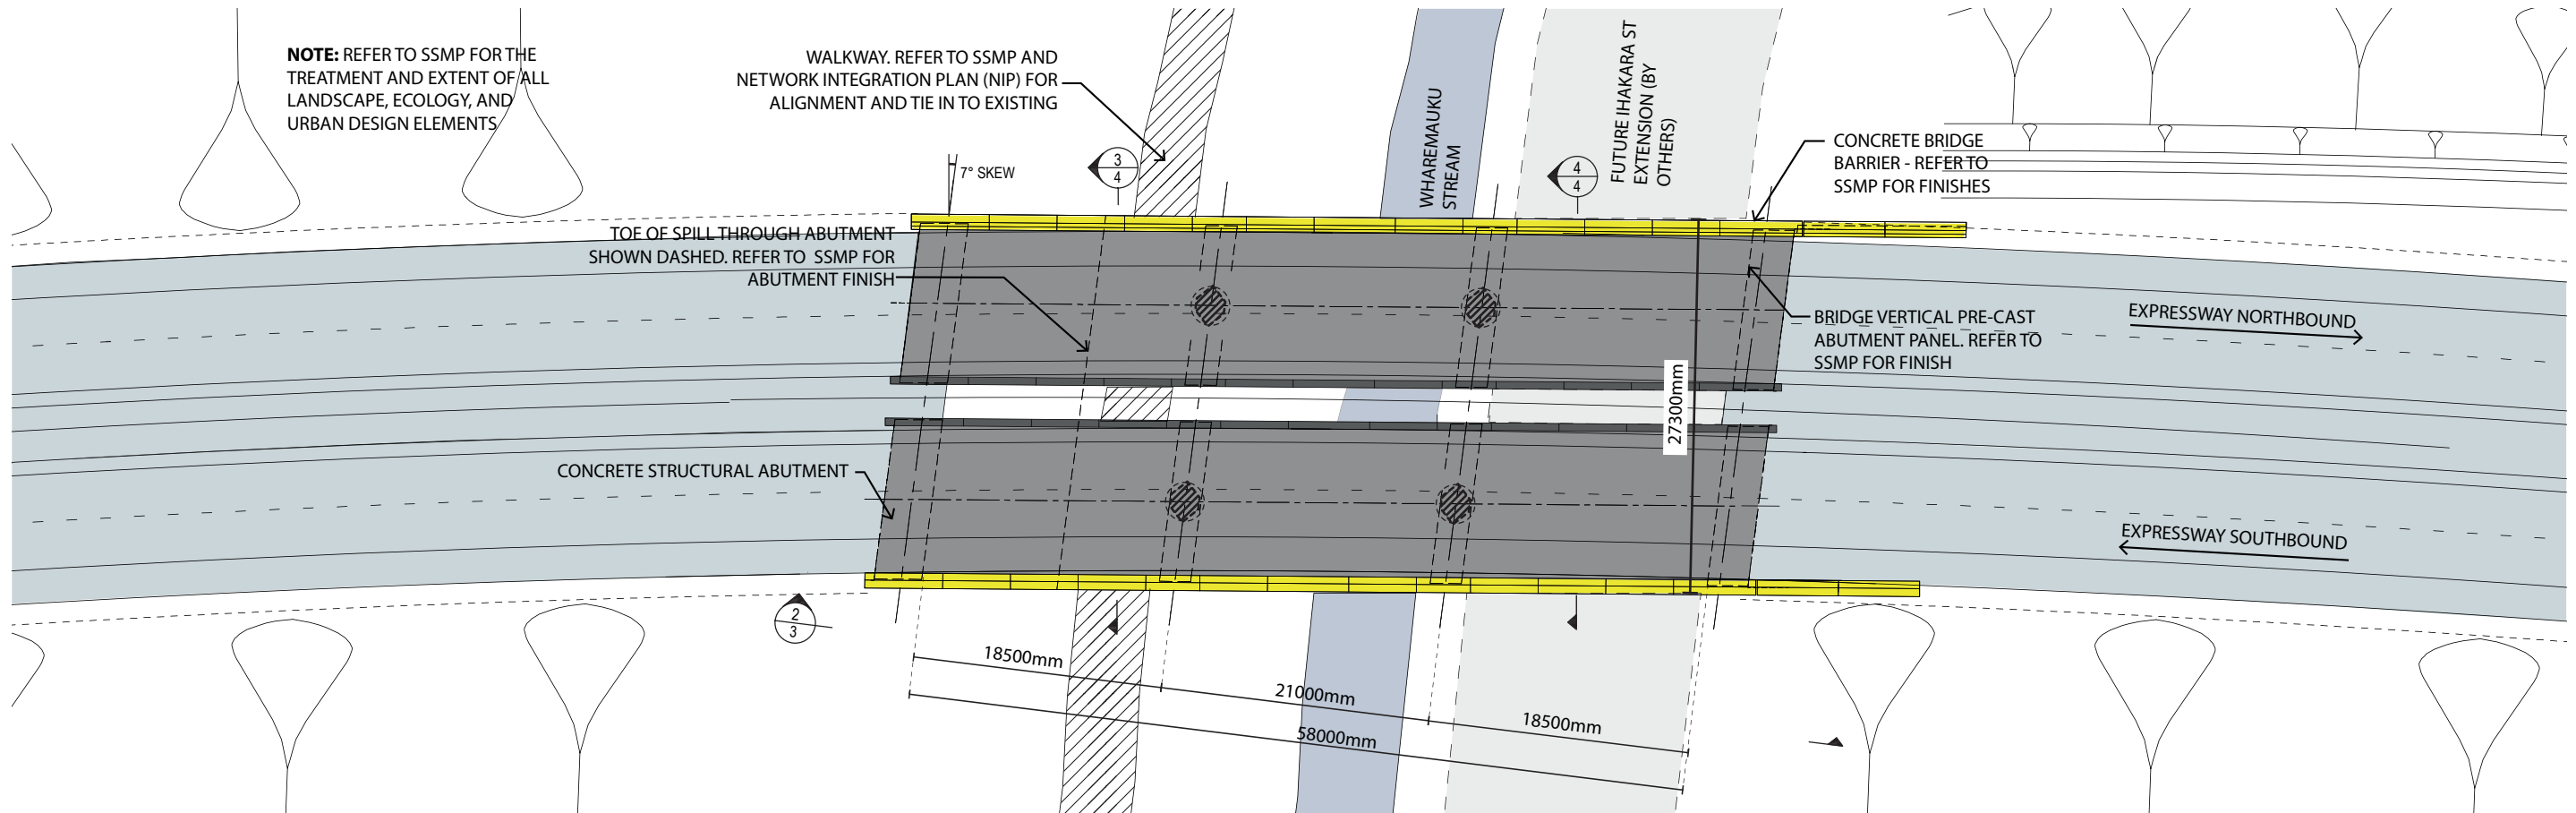 NOTE: REFER TO SSMP FOR THE
TREATMENT AND EXTENT OF ALL
LANDSCAPE, ECOLOGY, AND
URBAN DESIGN ELEMENTS
WALKWAY. REFER TO SSMP AND
NETWORK INTEGRATION PLAN (NIP) FOR
ALIGNMENT AND TIE IN TO EXISTING
WHAREMAUKU
STREAM
FUTURE IHAKARA ST
EXTENSION (BY
OTHERS)
CONCRETE BRIDGE
BARRIER - REFER TO
SSMP FOR FINISHES
7° SKEW
3
4
4
4
TOE OF SPILL THROUGH ABUTMENT
SHOWN DASHED. REFER TO SSMP FOR
ABUTMENT FINISH
BRIDGE VERTICAL PRE-CAST
ABUTMENT PANEL. REFER TO
SSMP FOR FINISH
EXPRESSWAY NORTHBOUND
27300mm
CONCRETE STRUCTURAL ABUTMENT
EXPRESSWAY SOUTHBOUND
2
3
18500mm
21000mm
18500mm
58000mm